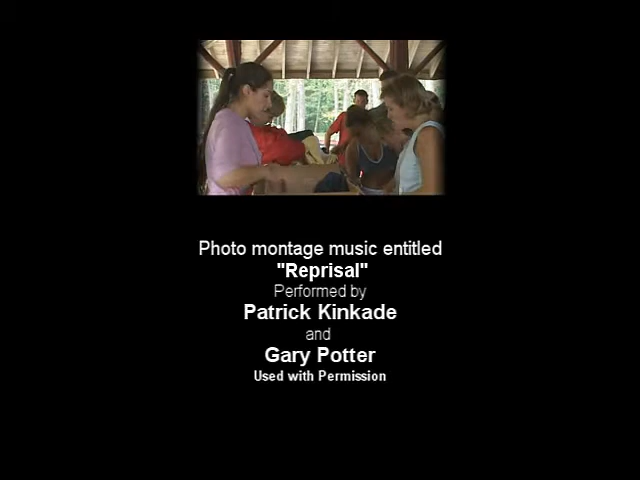 Photo montage music entitled
"Reprisal"
Performed by
Patrick Kinkade
and
Gary Potter
Used with Permission